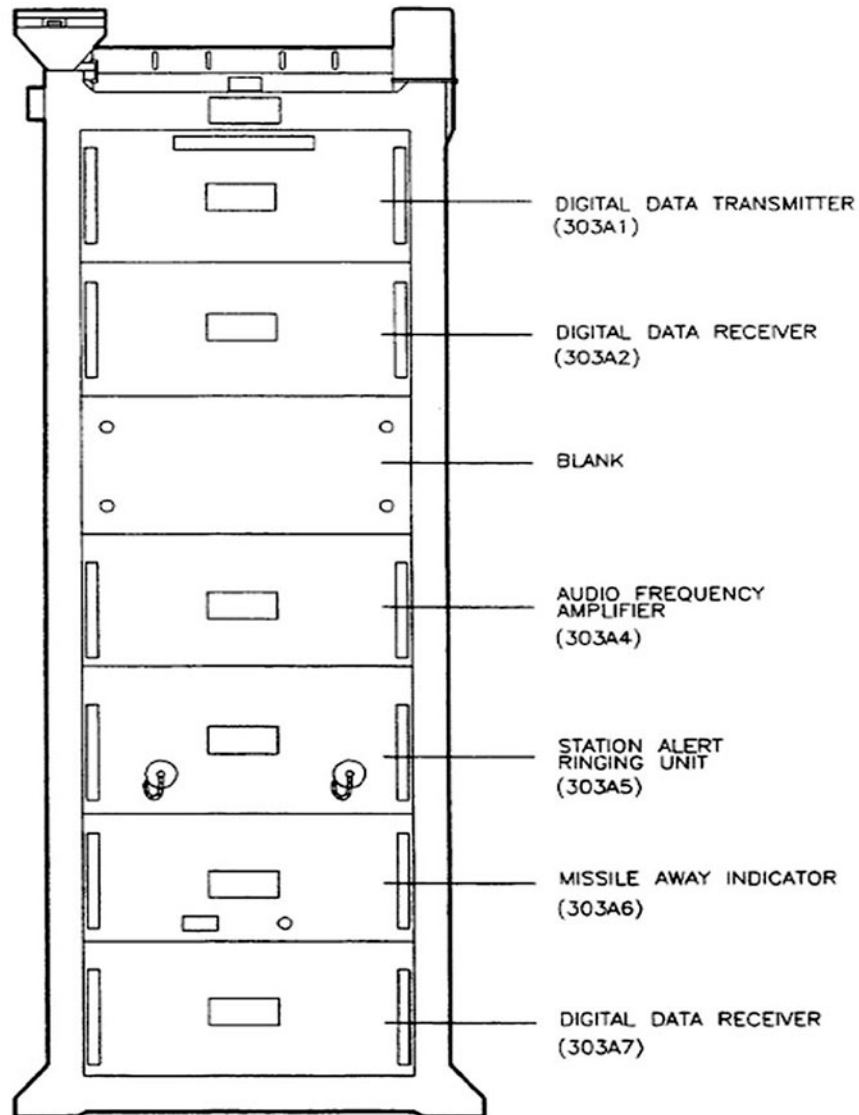 DIGITAL DATA TRANSMITTER
(303A1)
DIGITAL DATA RECEIVER
(303A2)
BLANK
AUDIO FREQUENCY
AMPLIFIER
(303A4)
STATION ALERT
RINGING UNIT
(303A5)
MISSILE AWAY INDICATOR
(303A6)
DIGITAL DATA RECEIVER
(303A7)